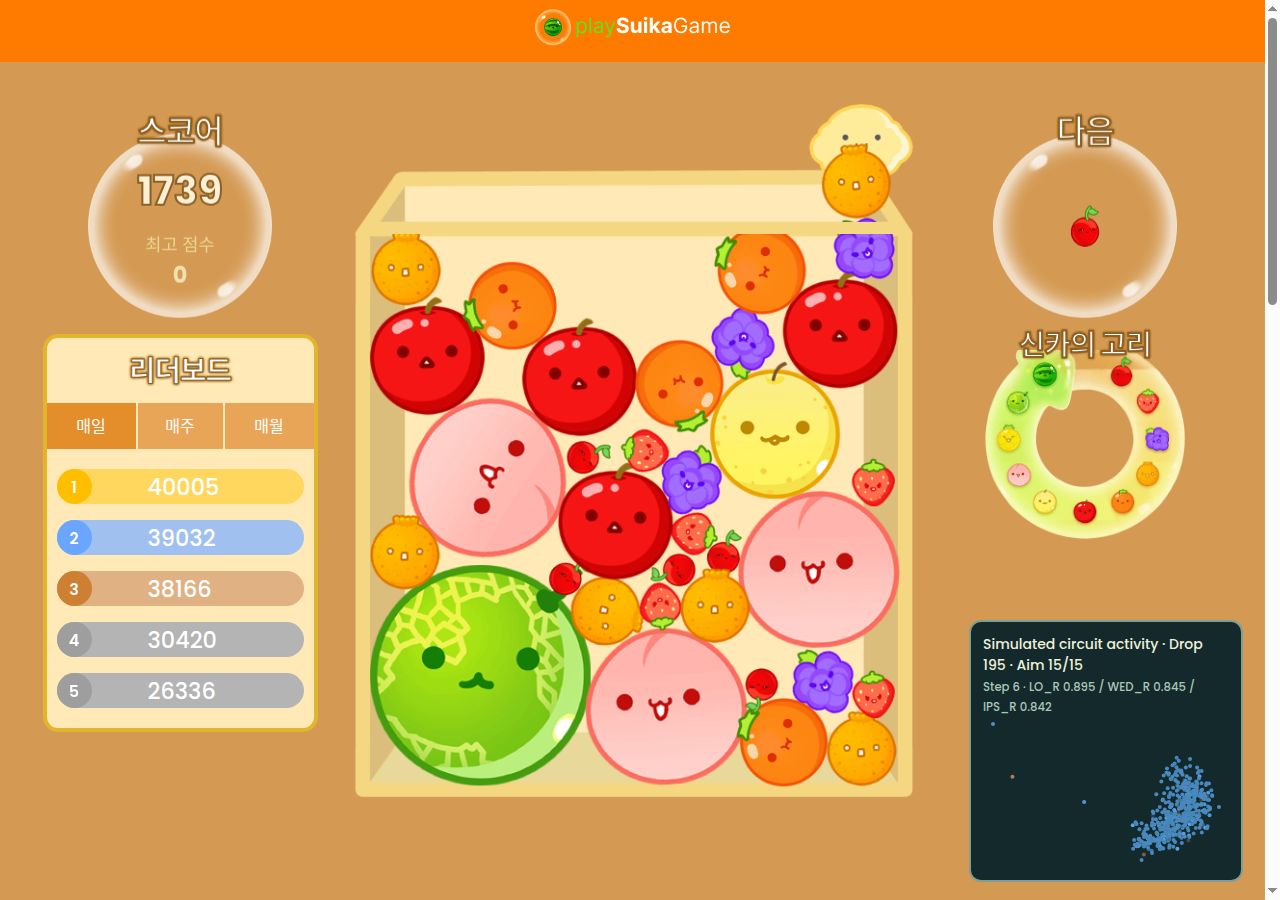 playSuikaGame
스코어
1739
최고 점수
0
리더보드
매일
매주
매월
1 40005
2 39032
3 38166
4 30420
5 26336
다음
신카의 고리
Simulated circuit activity · Drop
195 · Aim 15/15
Step 6 · LO_R 0.895 / WED_R 0.845 /
IPS_R 0.842